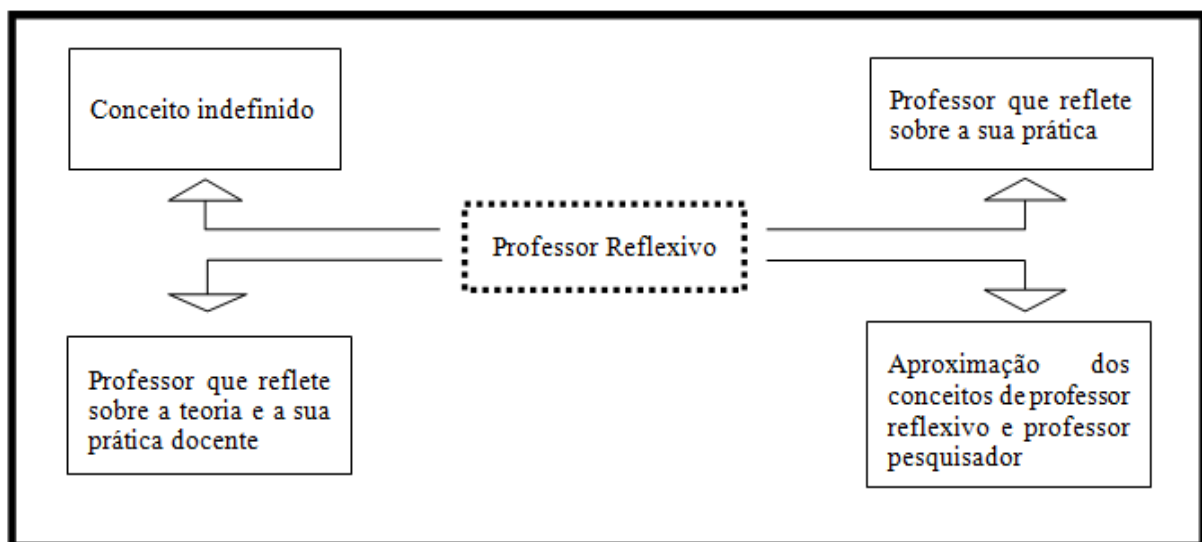 Conceito indefinido
Professor que reflete
sobre a sua prática
Professor Reflexivo
Professor que reflete
sobre a teoria e a sua
prática docente
Aproximação dos
conceitos de professor
reflexivo e professor
pesquisador